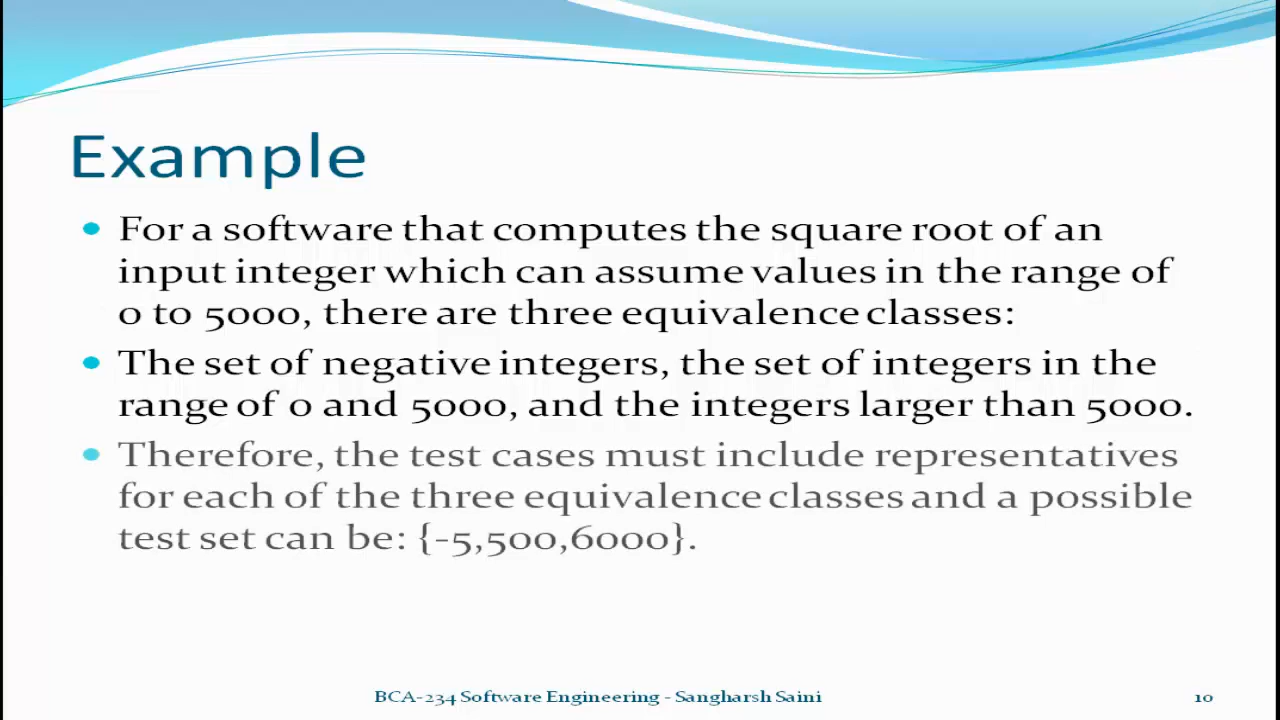 Example
• For a software that computes the square root of an
input integer which can assume values in the range of
0 to 5000, there are three equivalence classes:
• The set of negative integers, the set of integers in the
range of 0 and 5000, and the integers larger than 5000.
• Therefore, the test cases must include representatives
for each of the three equivalence classes and a possible
test set can be: {-5,500,6000}.
BCA-234 Software Engineering - Sangharsh Saini
10